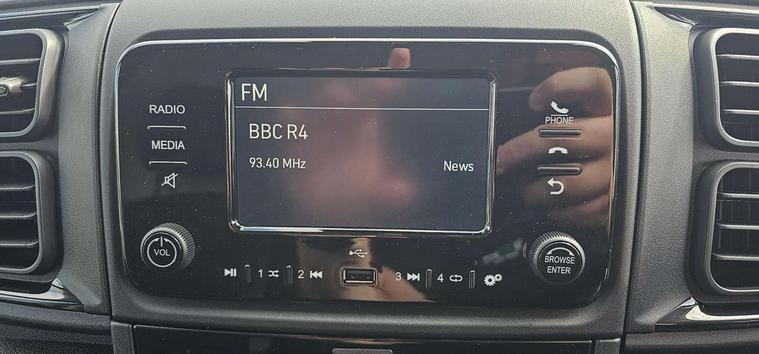 FM
BBC R4
93.40 MHz
News
RADIO
MEDIA
VOL
PHONE
BROWSE
ENTER
1
2
3
4